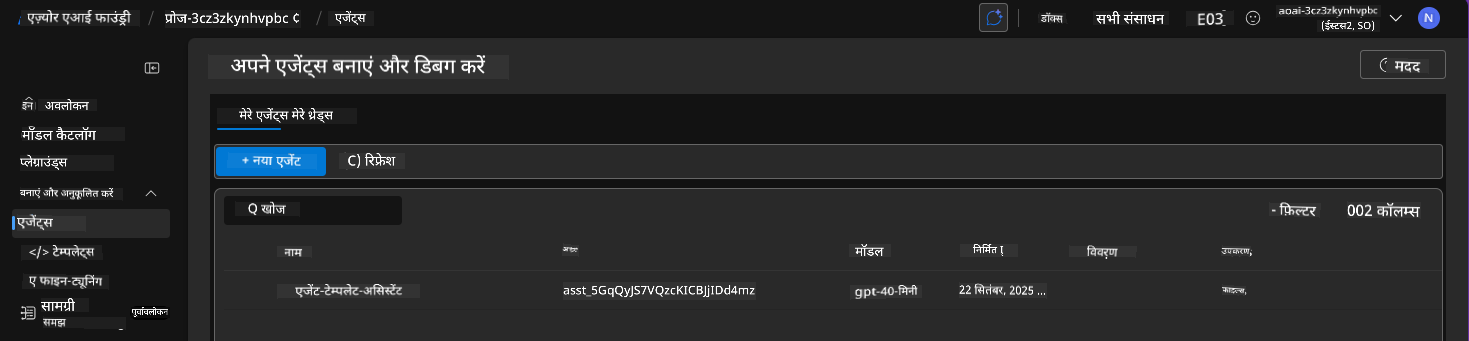 एज़्योर एआई फाउंड्री / प्रोज-3cz3zkynhvpbc / एजेंट्स
डॉक्स सभी संसाधन E03 aoai-3cz3zkynhvpbc N
(ईस्टस2, SO)
अपने एजेंट्स बनाएं और डिबग करें
मदद
अवलोकन
मॉडल कैटलॉग
प्लेग्राउंड्स
बनाएं और अनुकूलित करें
एजेंट्स
</> टेम्पलेट्स
ए फाइन-ट्यूनिंग
सामग्री
समझ
पूर्वावलोकन
मेरे एजेंट्स मेरे थ्रेड्स
+ नया एजेंट C) रिफ्रेश
Q खोज - फ़िल्टर 002 कॉलम्स
नाम मॉडल निर्मित [ विवरण उपकरण,
एजेंट-टेम्पलेट-असिस्टेंट asst_5GqQyJS7VQzcKICBJjIDd4mz gpt-40-मिनी 22 सितंबर, 2025 ...